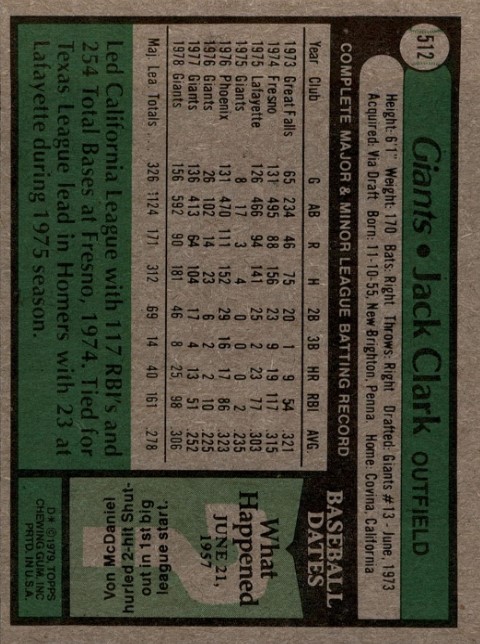 512
Giants • Jack Clark OUTFIELD
Height: 6'1" Weight: 170 Bats: Right Throws: Right Drafted: Giants #13 - June, 1973
Acquired: Via Draft Born: 11-10-55, New Brighton, Penna Home: Covina, California
• COMPLETE MAJOR & MINOR LEAGUE BATTING RECORD
Year Club G AB R H 2B 3B HR RBI AVG
1973 Great Falls 65 234 46 75 20 1 9 54 .321
1974 Fresno 131 495 88 156 23 9 19 117 .315
1975 Lafayette 126 466 94 141 25 2 23 77 .303
1975 Giants 8 17 3 4 0 0 0 2 .235
1976 Phoenix 131 470 111 152 29 16 17 86 .323
1976 Giants 26 102 14 23 6 2 2 10 .225
1977 Giants 136 413 64 104 17 4 13 51 .252
1978 Giants 156 592 90 181 46 8 25 98 .306
Maj. Lea Totals 326 1124 171 312 69 14 40 161 .278
Led California League with 117 RBI's and
254 Total Bases at Fresno, 1974. Tied for
Texas League lead in Homers with 23 at
Lafayette during 1975 season.
BASEBALL
DATES
What
Happened
JUNE 21,
1957
Von McDaniel
hurled 2-hit Shut-
out in 1st big
league start.
D* © 1979, TOPPS
CHEWING GUM, INC
PRTD. IN U.S.A.